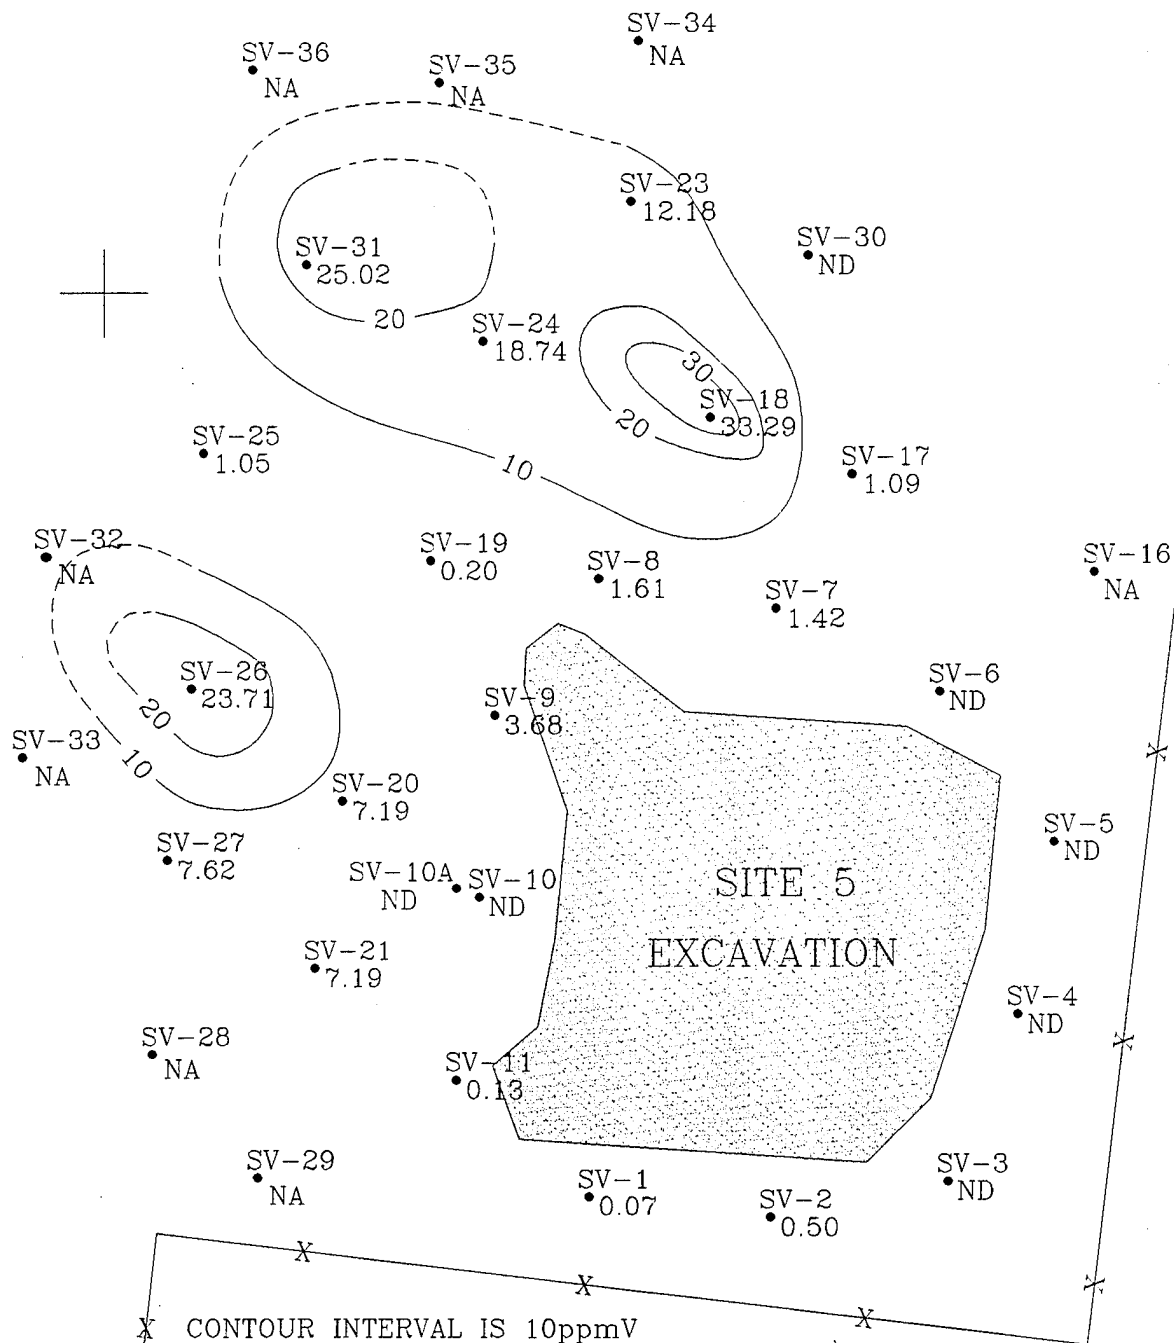 SV-34
NA
SV-36
NA
SV-35
NA
SV-23
12.18
SV-30
ND
SV-31
25.02
20
SV-24
18.74
30
SV-18
33.29
20
SV-25
1.05
10
SV-17
1.09
SV-32
NA
SV-19
0.20
SV-8
1.61
SV-16
NA
SV-7
1.42
SV-26
23.71
20
SV-6
ND
SV-9
3.68
SV-33
NA
10
SV-20
7.19
SV-5
ND
SV-27
7.62
SV-10A
ND
SV-10
ND
SITE 5
EXCAVATION
SV-21
7.19
SV-4
ND
SV-28
NA
SV-11
0.13
SV-29
NA
SV-1
0.07
SV-2
0.50
SV-3
ND
X
X
X
X
X
X
X CONTOUR INTERVAL IS 10ppmV